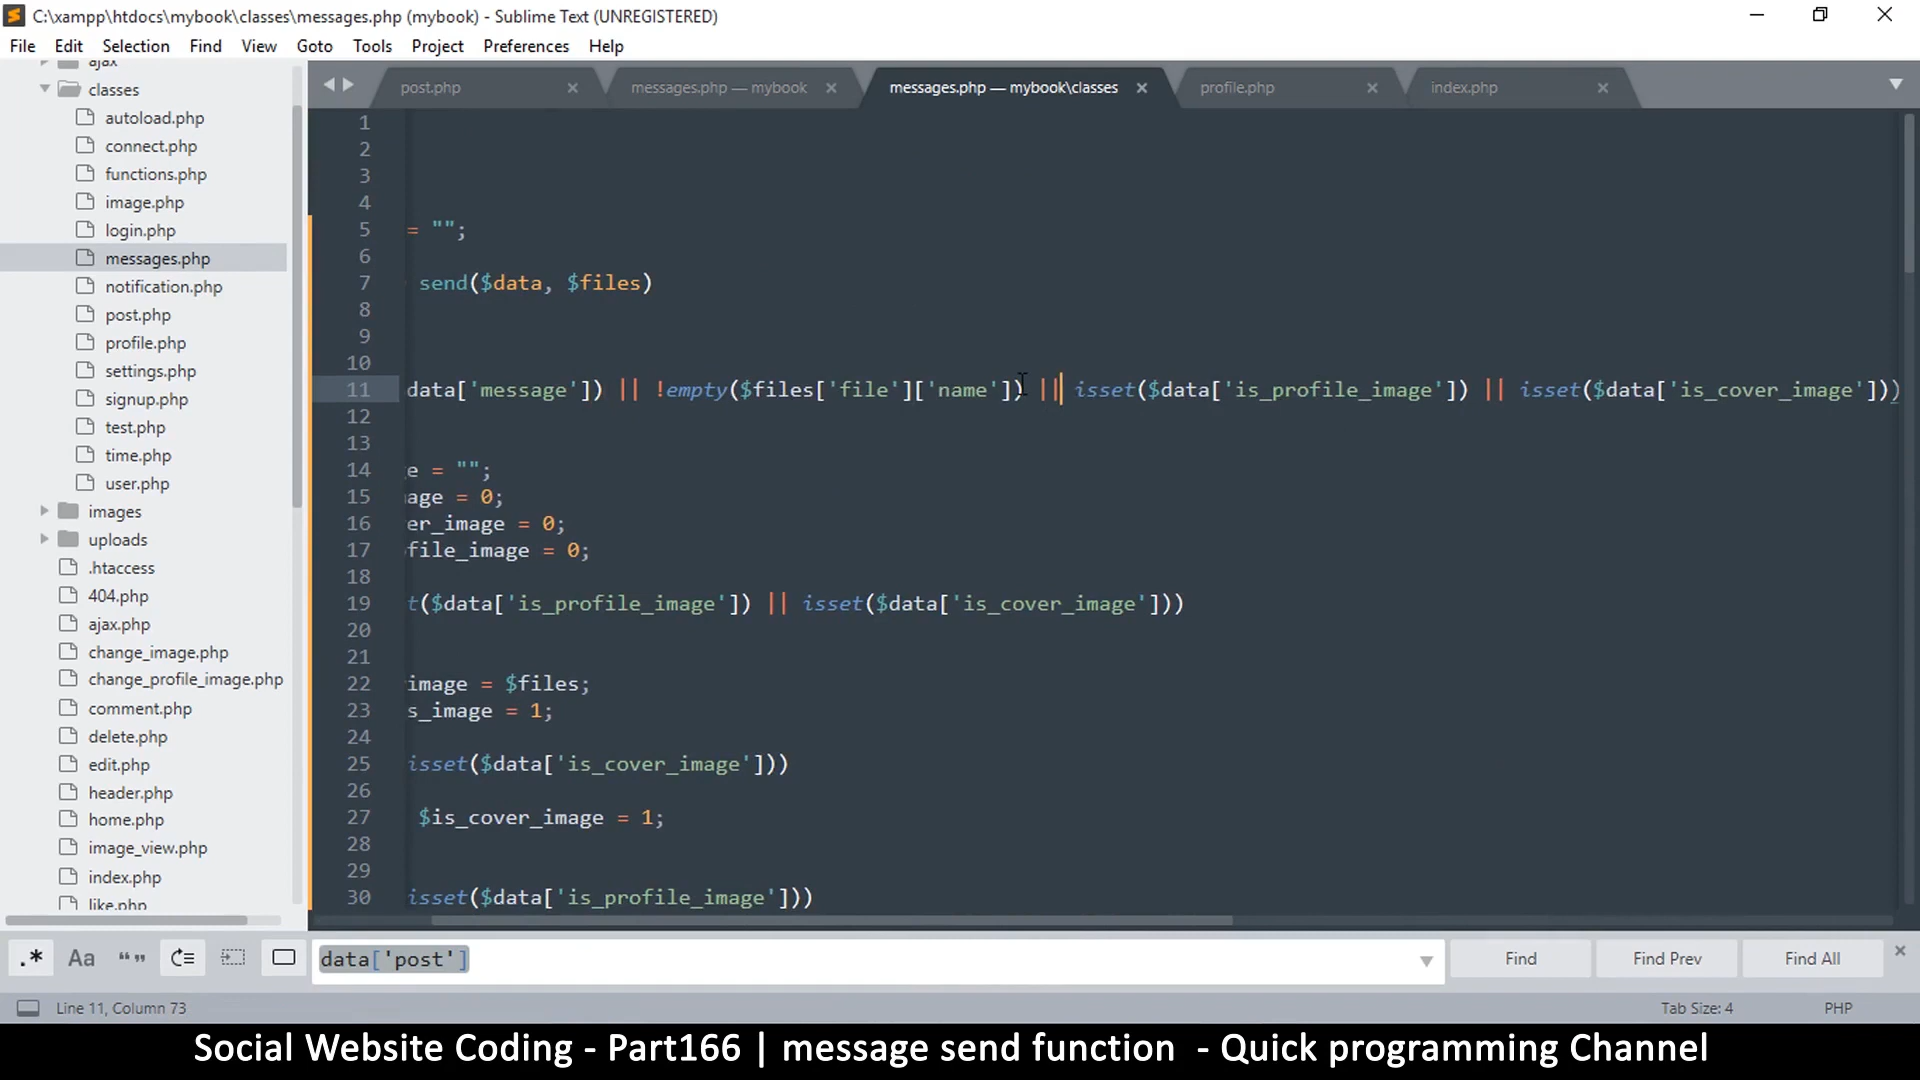 C:\xampp\htdocs\mybook\classes\messages.php (mybook) - Sublime Text (UNREGISTERED)
File Edit Selection Find View Goto Tools Project Preferences Help
ajax
classes
autoload.php
connect.php
functions.php
image.php
login.php
messages.php
notification.php
post.php
profile.php
settings.php
signup.php
test.php
time.php
user.php
images
uploads
.htaccess
404.php
ajax.php
change_image.php
change_profile_image.php
comment.php
delete.php
edit.php
header.php
home.php
image_view.php
index.php
like.php
post.php messages.php — mybook messages.php — mybook\classes profile.php index.php
1
2
3
4
5 = "";
6
7 send($data, $files)
8
9
10
11 data['message']) || !empty($files['file']['name']) || isset($data['is_profile_image']) || isset($data['is_cover_image']))
12
13
14 ge = "";
15 mage = 0;
16 er_image = 0;
17 file_image = 0;
18
19 t($data['is_profile_image']) || isset($data['is_cover_image']))
20
21
22 image = $files;
23 s_image = 1;
24
25 isset($data['is_cover_image']))
26
27 $is_cover_image = 1;
28
29
30 isset($data['is_profile_image']))
.* Aa “” data['post'] Find Find Prev Find All
Line 11, Column 73 Tab Size: 4 PHP
Social Website Coding - Part166 | message send function - Quick programming Channel